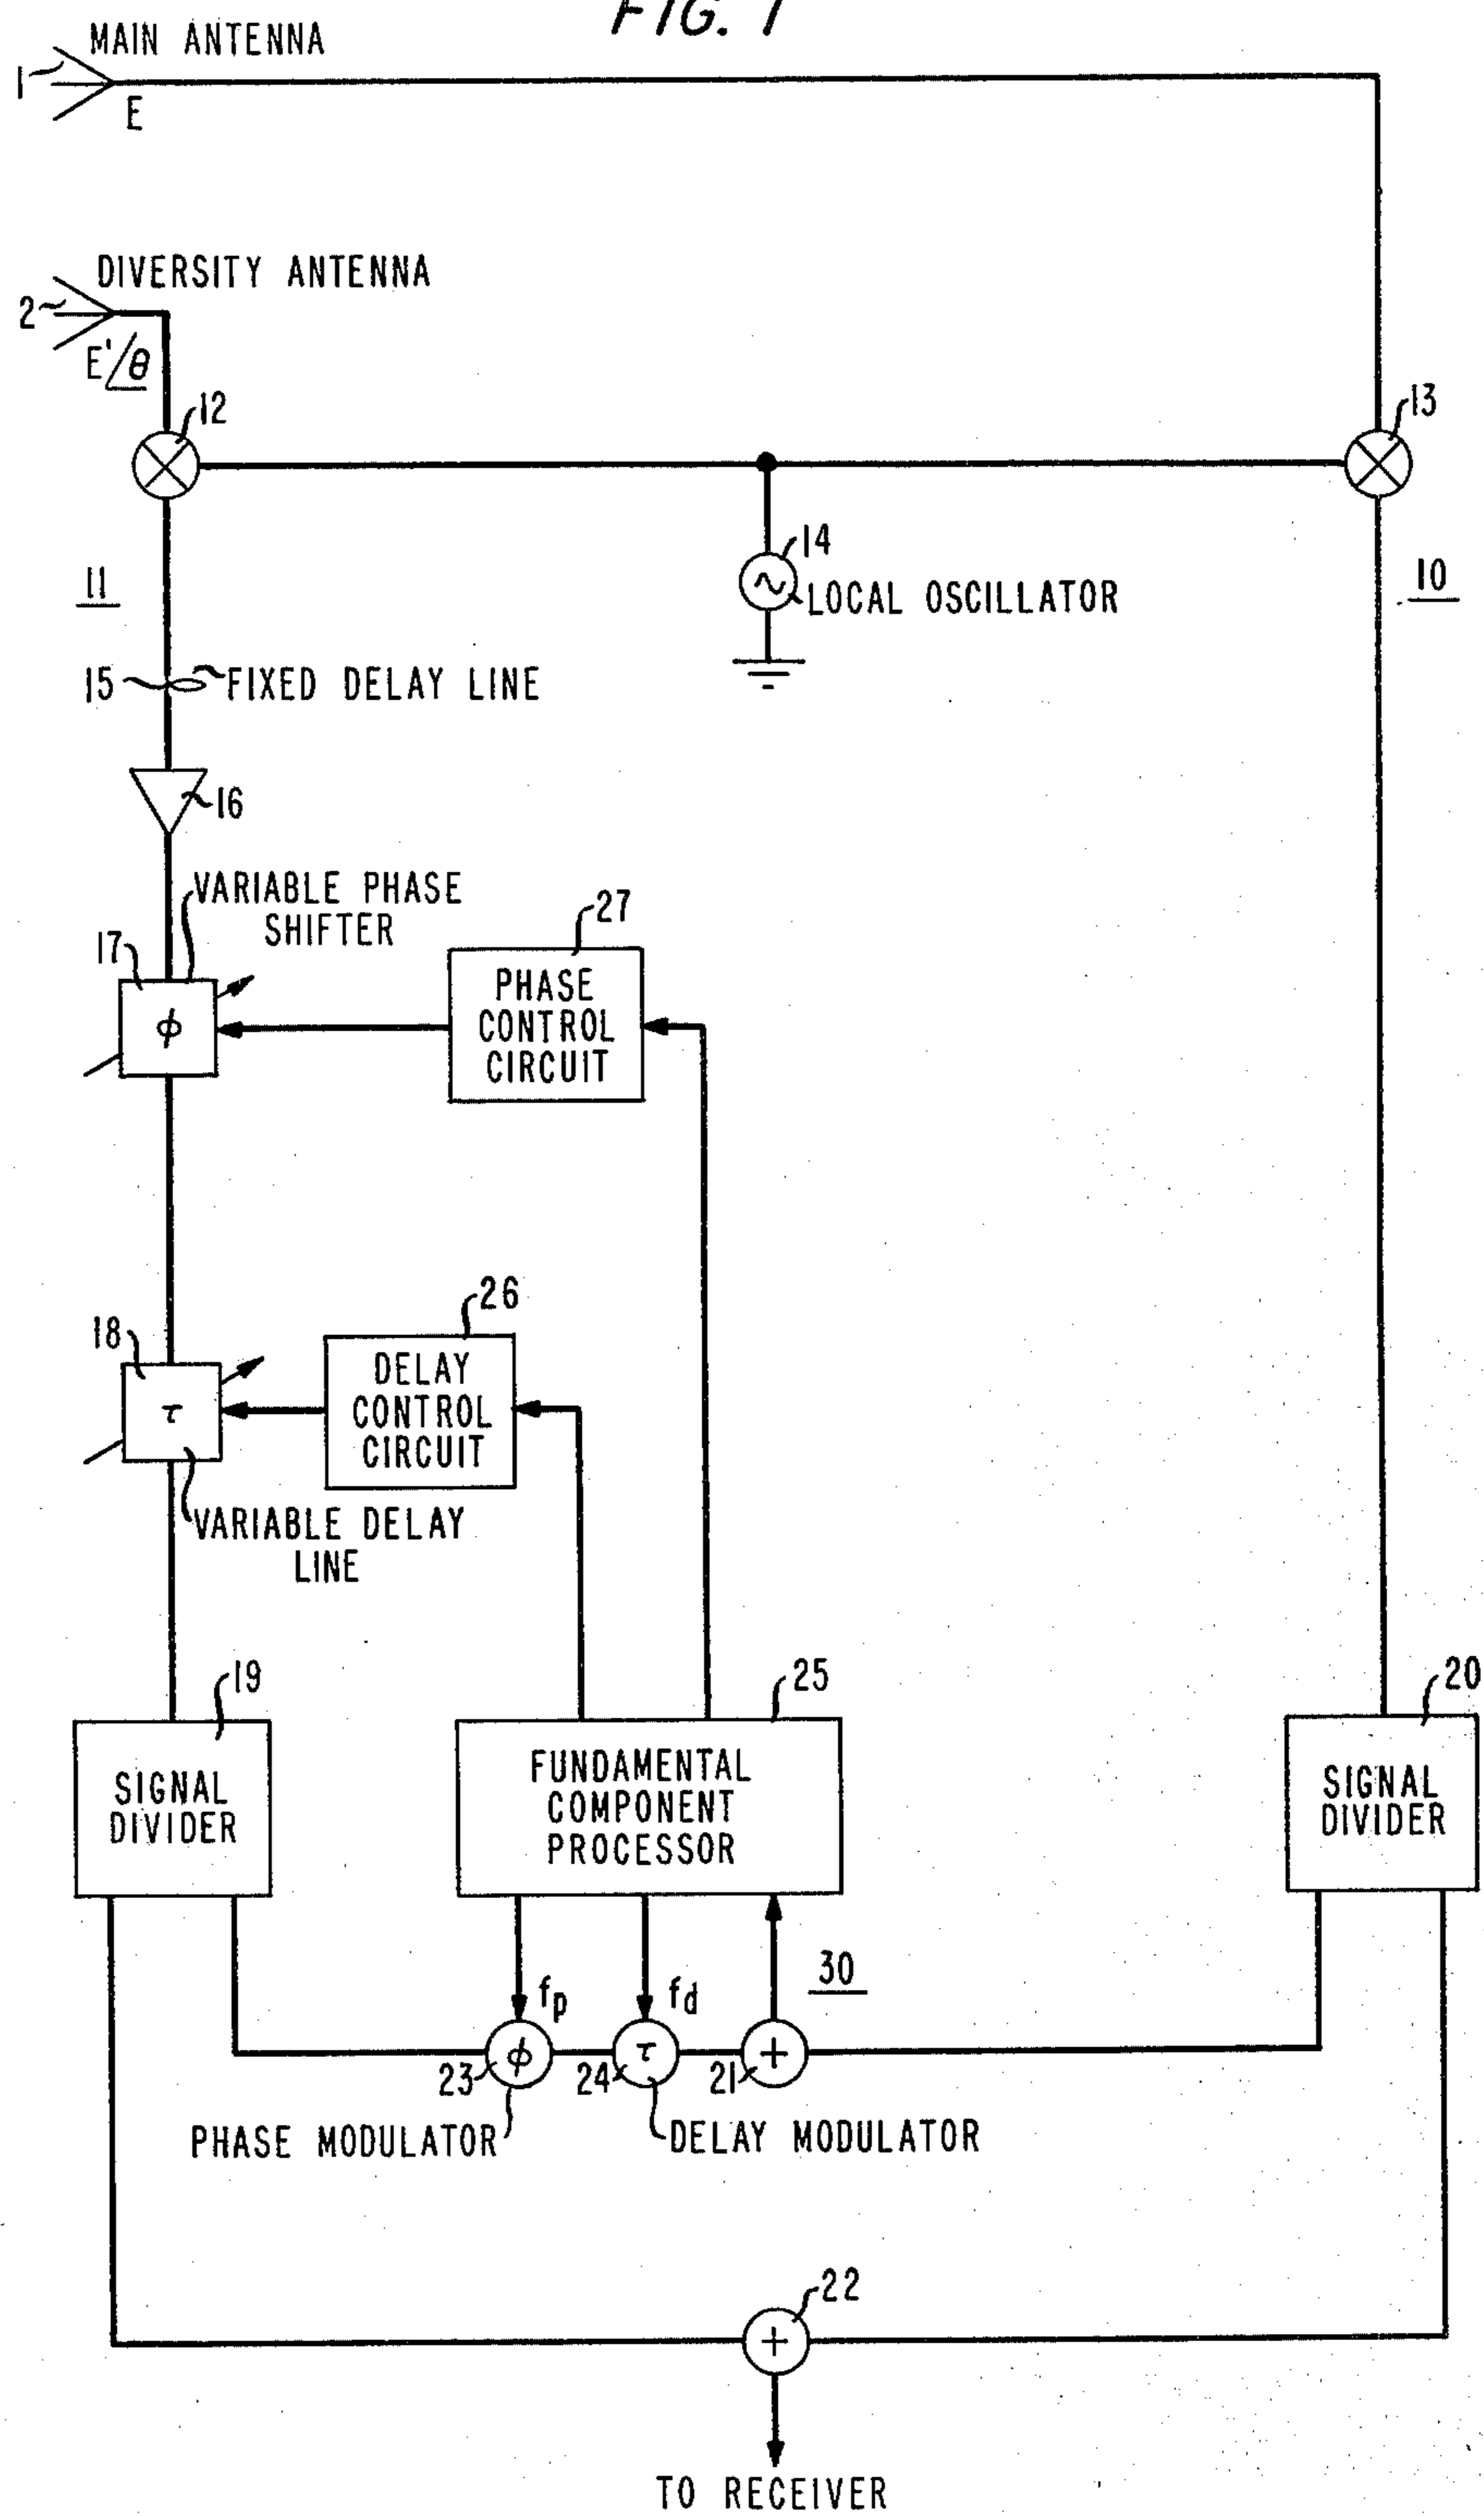 FIG. 1
MAIN ANTENNA
1
E
DIVERSITY ANTENNA
2
E'/θ
12
13
14
LOCAL OSCILLATOR
11
10
15
FIXED DELAY LINE
16
VARIABLE PHASE
SHIFTER
17
ϕ
27
PHASE
CONTROL
CIRCUIT
18
τ
26
DELAY
CONTROL
CIRCUIT
VARIABLE DELAY
LINE
19
SIGNAL
DIVIDER
25
FUNDAMENTAL
COMPONENT
PROCESSOR
20
SIGNAL
DIVIDER
fp
fd
30
23
ϕ
24
τ
21
+
PHASE MODULATOR
DELAY MODULATOR
22
+
TO RECEIVER